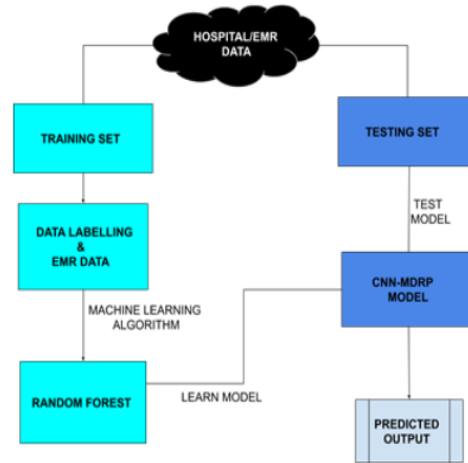 HOSPITAL/EMR
DATA
TRAINING SET
TESTING SET
DATA LABELLING
&
EMR DATA
TEST
MODEL
CNN-MDRP
MODEL
MACHINE LEARNING
ALGORITHM
RANDOM FOREST
LEARN MODEL
PREDICTED
OUTPUT